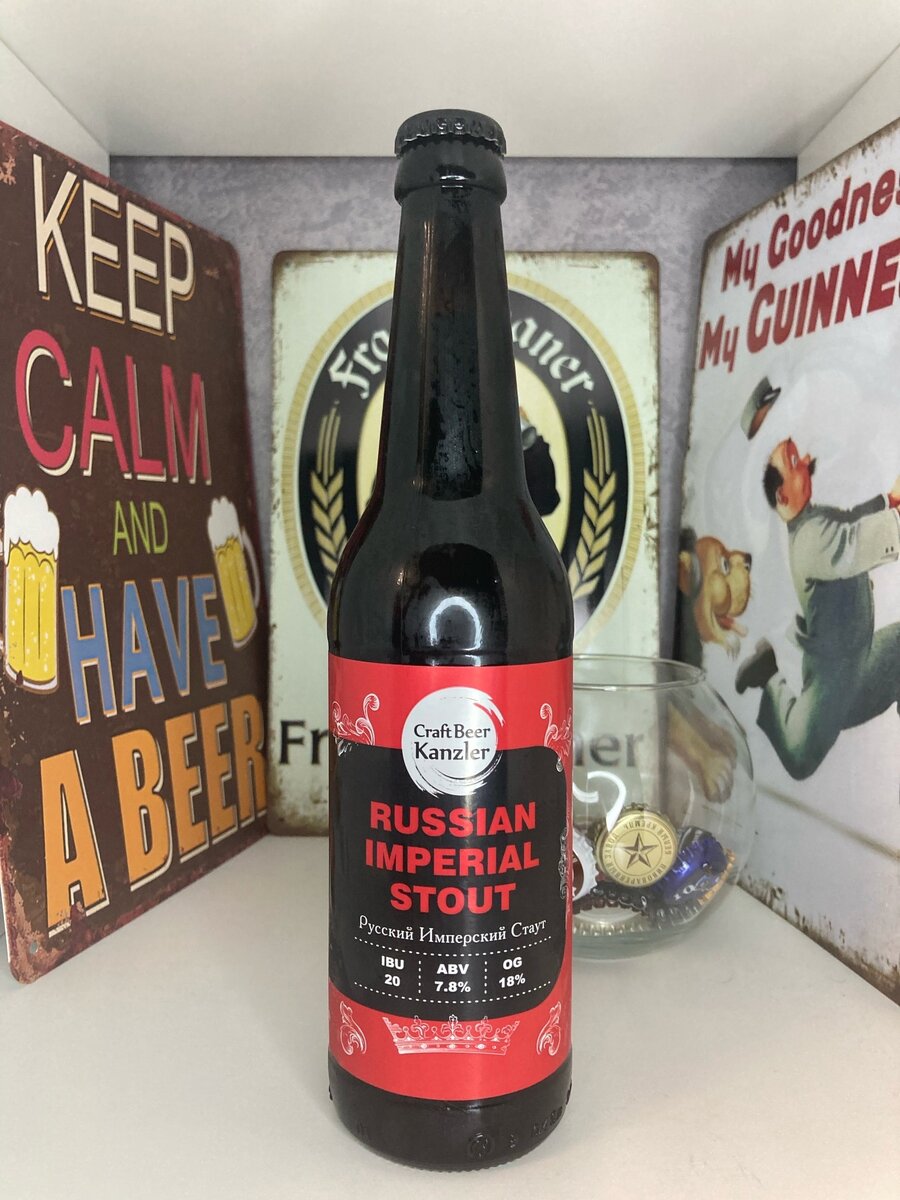 KEEP
CALM
AND
HAVE
A BEER
My Goodnes
My GUINNE
Craft Beer
Kanzler
RUSSIAN
IMPERIAL
STOUT
Русский Имперский Стаут
IBU
20
ABV
7.8%
OG
18%